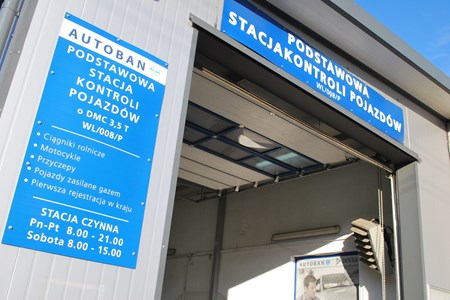 AUTOBAN
PODSTAWOWA
STACJA
KONTROLI
POJAZDÓW
o DMC 3,5 T
WL/008/P
• Ciągniki rolnicze
• Motocykle
• Przyczepy
• Pojazdy zasilane gazem
• Pierwsza rejestracja w kraju
STACJA CZYNNA
Pn-Pt 8.00 - 21.00
Sobota 8.00 - 15.00
PODSTAWOWA
STACJA KONTROLI POJAZDÓW
WL/008/P
AUTOBAN